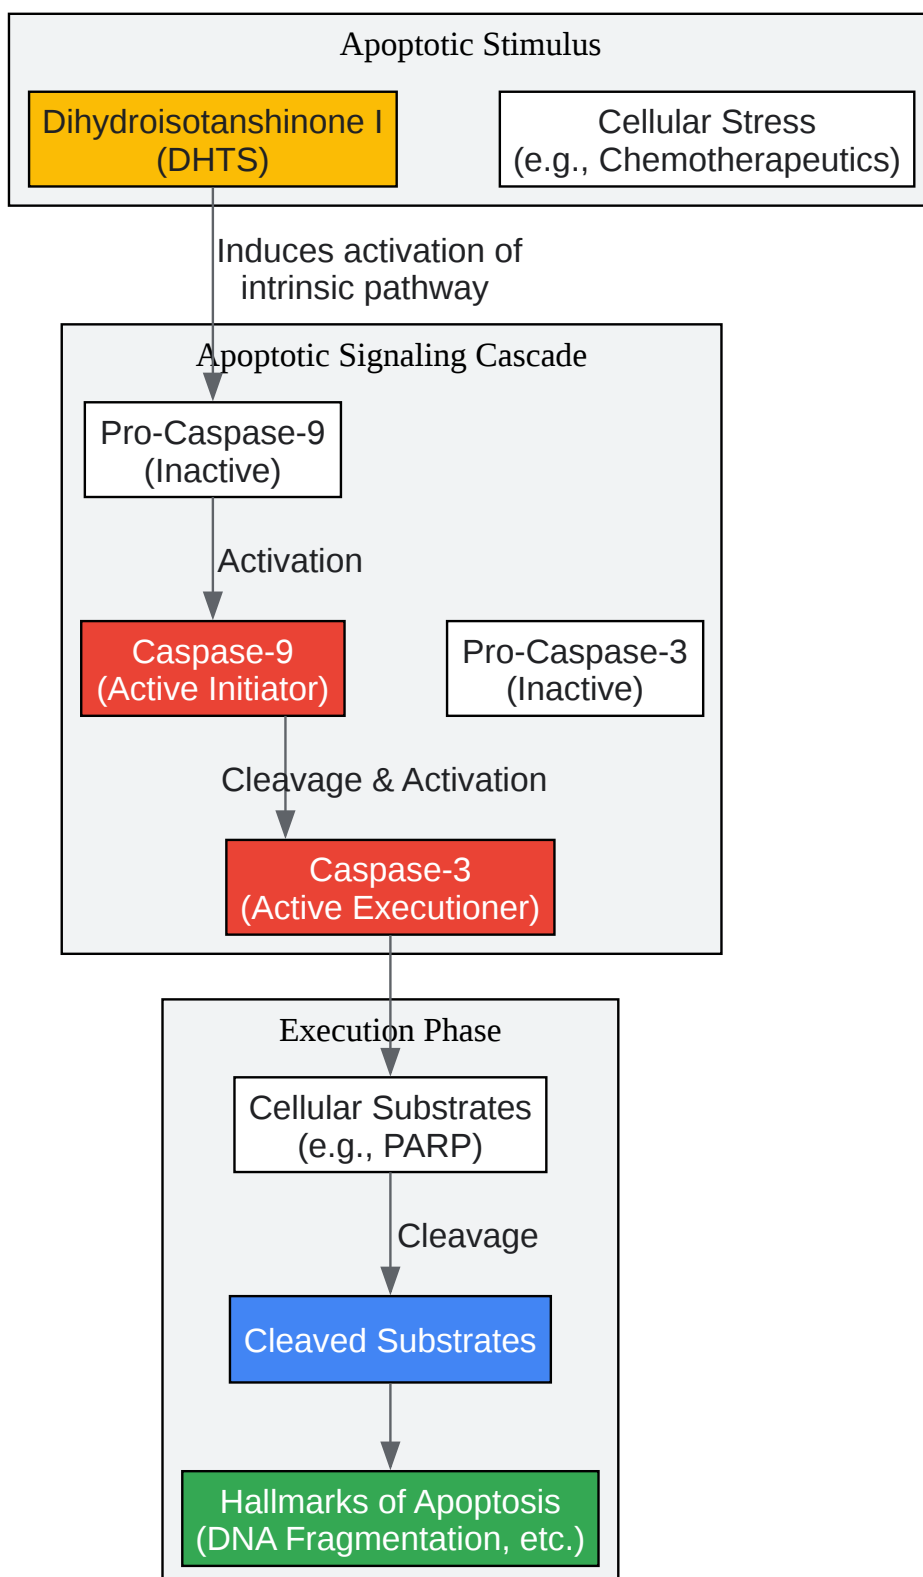 Apoptotic Stimulus
Dihydroisotanshinone I
(DHTS)
Cellular Stress
(e.g., Chemotherapeutics)
Induces activation of
intrinsic pathway
Apoptotic Signaling Cascade
Pro-Caspase-9
(Inactive)
Activation
Caspase-9
(Active Initiator)
Pro-Caspase-3
(Inactive)
Cleavage & Activation
Caspase-3
(Active Executioner)
Execution Phase
Cellular Substrates
(e.g., PARP)
Cleavage
Cleaved Substrates
Hallmarks of Apoptosis
(DNA Fragmentation, etc.)